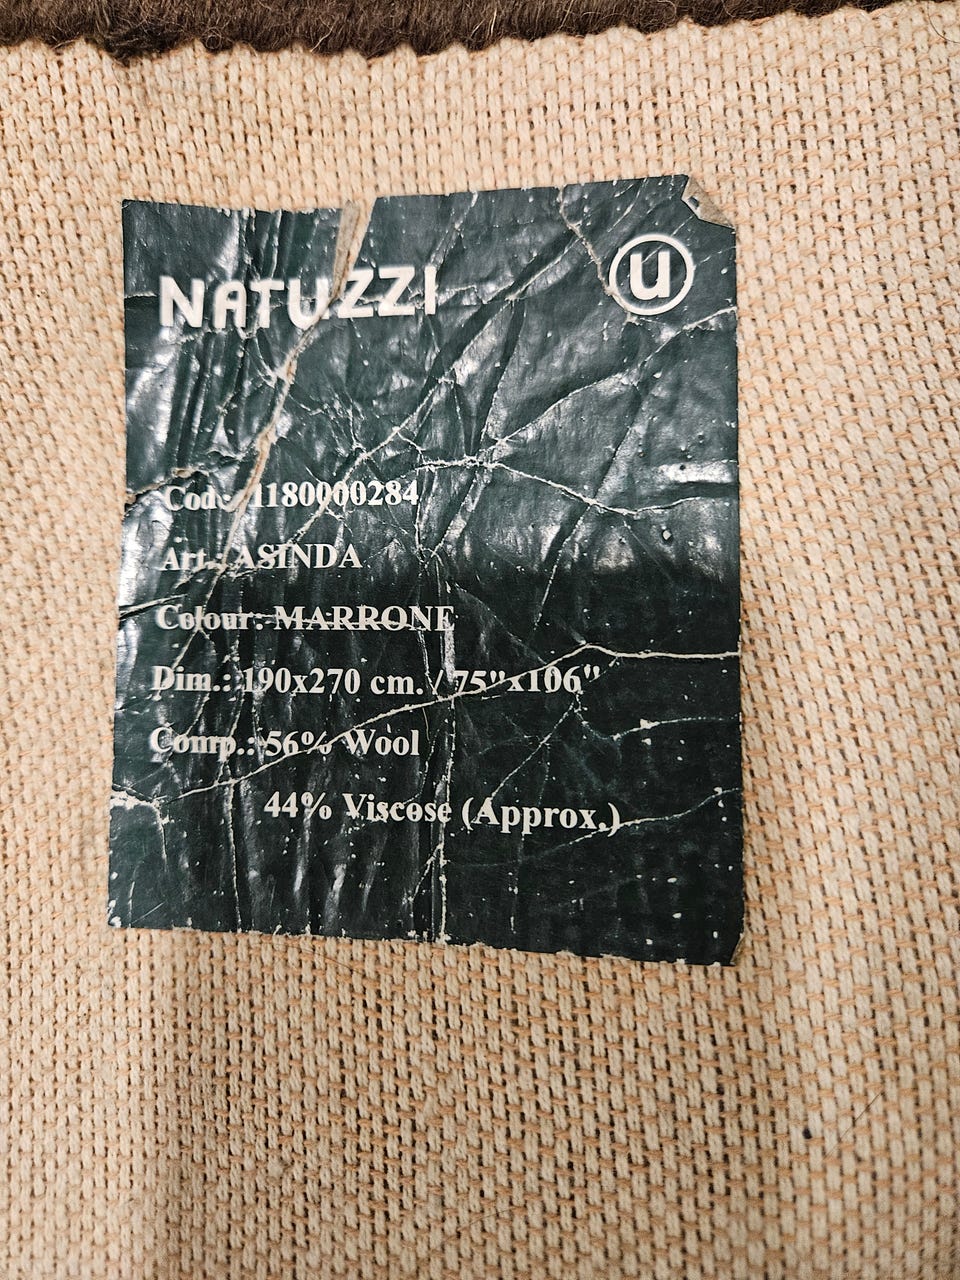 NATUZZI
u
Cod.: 1180000284
Art.: ASINDA
Colour: MARRONE
Dim.: 190x270 cm. / 75"x106"
Comp.: 56% Wool
44% Viscose (Approx.)